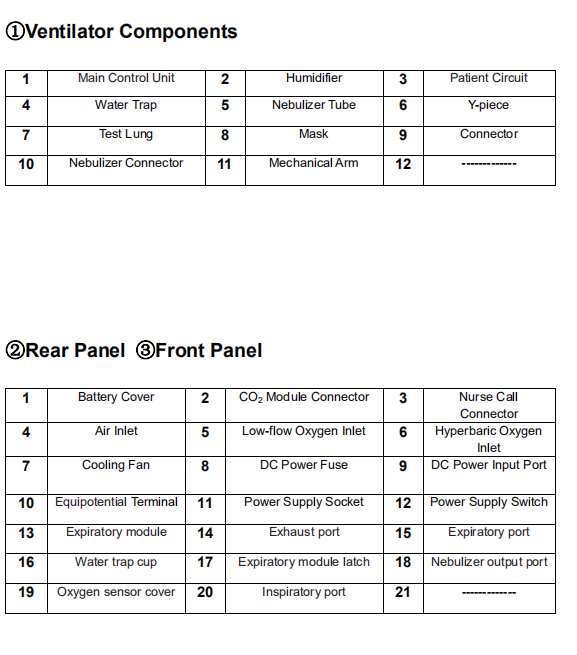 ①Ventilator Components
1 Main Control Unit 2 Humidifier 3 Patient Circuit
4 Water Trap 5 Nebulizer Tube 6 Y-piece
7 Test Lung 8 Mask 9 Connector
10 Nebulizer Connector 11 Mechanical Arm 12 -------------
②Rear Panel ③Front Panel
1 Battery Cover 2 CO₂ Module Connector 3 Nurse Call
Connector
4 Air Inlet 5 Low-flow Oxygen Inlet 6 Hyperbaric Oxygen
Inlet
7 Cooling Fan 8 DC Power Fuse 9 DC Power Input Port
10 Equipotential Terminal 11 Power Supply Socket 12 Power Supply Switch
13 Expiratory module 14 Exhaust port 15 Expiratory port
16 Water trap cup 17 Expiratory module latch 18 Nebulizer output port
19 Oxygen sensor cover 20 Inspiratory port 21 -------------